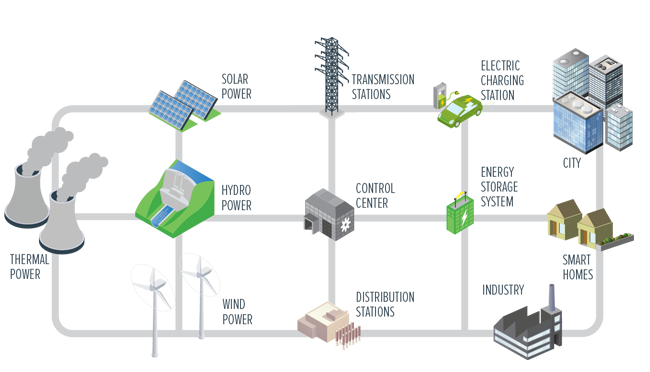 SOLAR
POWER
TRANSMISSION
STATIONS
ELECTRIC
CHARGING
STATION
CITY
HYDRO
POWER
CONTROL
CENTER
ENERGY
STORAGE
SYSTEM
THERMAL
POWER
SMART
HOMES
WIND
POWER
DISTRIBUTION
STATIONS
INDUSTRY